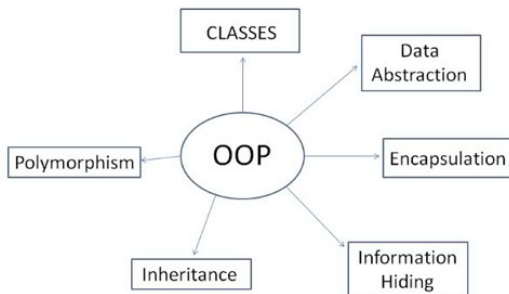 CLASSES
Data
Abstraction
OOP
Polymorphism
Encapsulation
Inheritance
Information
Hiding